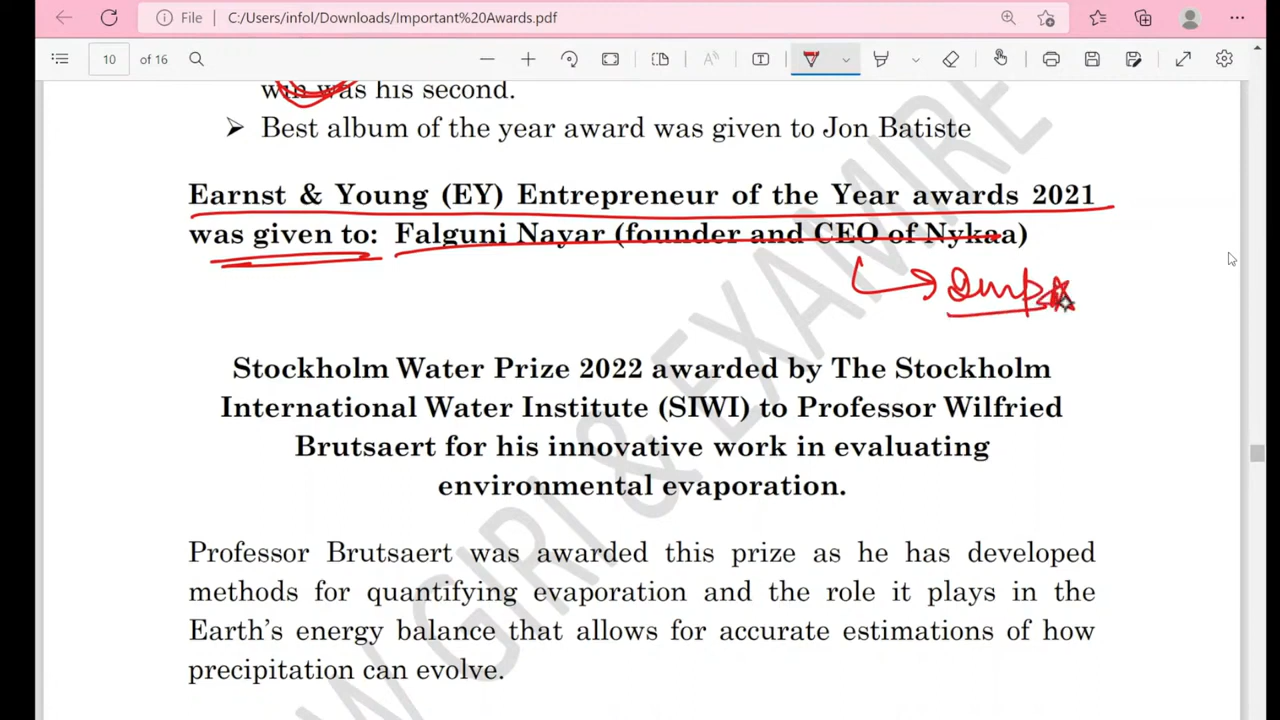 File C:/Users/infol/Downloads/Important%20Awards.pdf
10 of 16
win was his second.
➤ Best album of the year award was given to Jon Batiste
Earnst & Young (EY) Entrepreneur of the Year awards 2021
was given to: Falguni Nayar (founder and CEO of Nykaa)
Imp
Stockholm Water Prize 2022 awarded by The Stockholm
International Water Institute (SIWI) to Professor Wilfried
Brutsaert for his innovative work in evaluating
environmental evaporation.
Professor Brutsaert was awarded this prize as he has developed
methods for quantifying evaporation and the role it plays in the
Earth's energy balance that allows for accurate estimations of how
precipitation can evolve.
W GIRI & EXAMIRE